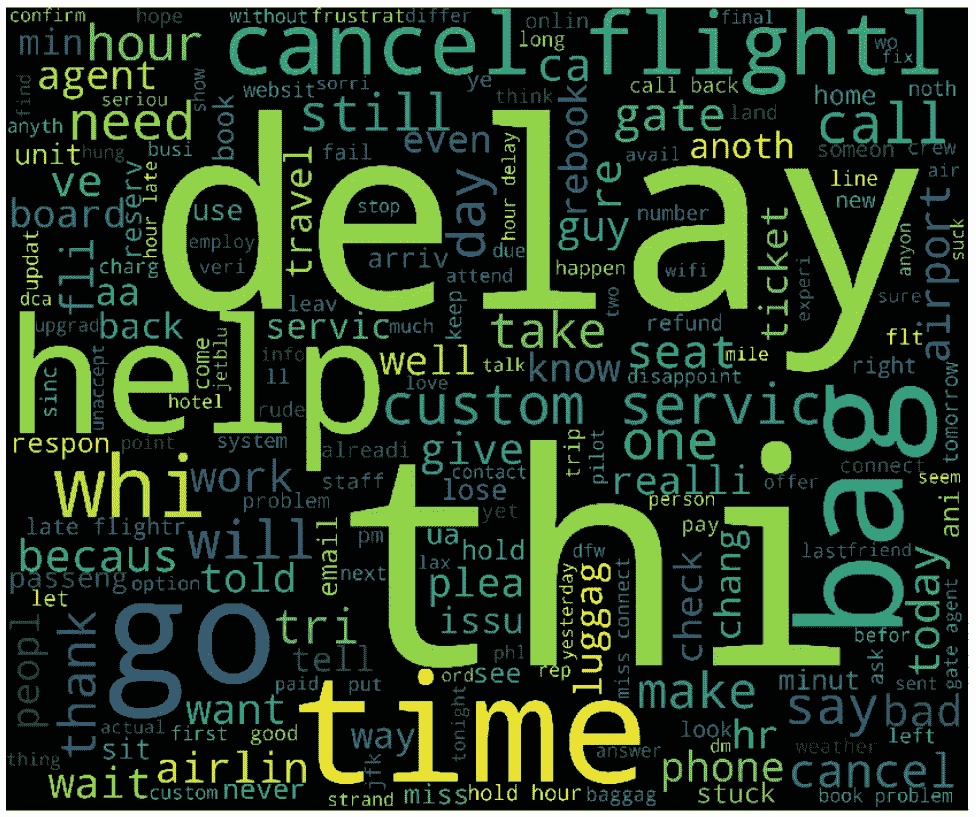 confirm hope without frustrat differ onlin final wo
min hour cancel flightl long fix
find agent seriou show websit sorri ye ca think call back land home noth
anyth need book still even gate call
unit hung busi fail rebook avail anoth someon crew
ve reserv hour late travel delay hour delay day re line air
board use stop guy number new suck
updat fli charg employ veri arriv due happen wifi ticket experi anyon airport
dca aa leav attend two sure
upgrad back servic much keep take refund seat mile flt
help info well talk know disappoint right
sinc unaccept come jetblu ll love custom servic bag tomorrow
hotel rude
respon point system alreadi give one connect
whi work staff contact trip pilot realli offer seem
problem lose yet person ani
late flightr will thi pay
becaus email pm ua hold dfw check chang lastfriend
passeng option told next lax plea luggag yesterday miss connect today
let go tri issu befor
peopl thank tell phl rep ask gate agent
paid put ord see make minut sent
want time tonight say bad
actual first good way look dm hr left
thing sit airlin jfk answer phone weather
wait custom never miss hold hour baggag stuck cancel
strand book problem